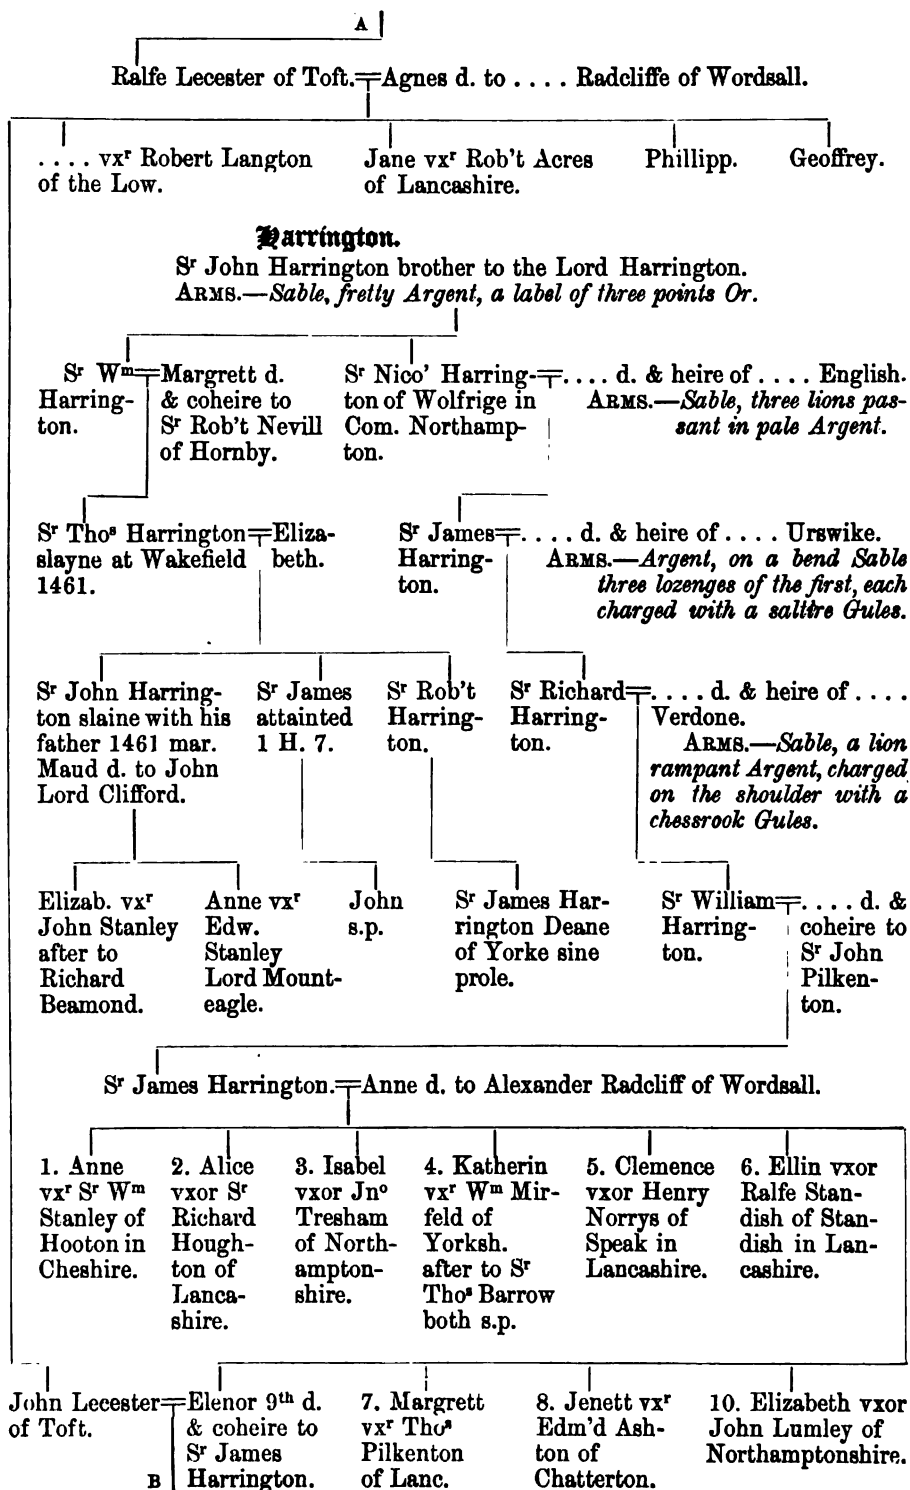 A
Ralfe Lecester of Toft. Agnes d. to . . . . Radcliffe of Wordsall.
. . . . vxr Robert Langton
of the Low.
Jane vxr Rob't Acres
of Lancashire.
Phillipp.
Geoffrey.
Harrington.
Sr John Harrington brother to the Lord Harrington.
ARMS.—Sable, fretty Argent, a label of three points Or.
Sr Wm
Harring-
ton.
Margrett d.
& coheire to
Sr Rob't Nevill
of Hornby.
Sr Nico' Harring-
ton of Wolfrige in
Com. Northamp-
ton.
. . . . d. & heire of . . . . English.
ARMS.—Sable, three lions pas-
sant in pale Argent.
Sr Thos Harrington
slayne at Wakefield
1461.
Eliza-
beth.
Sr James
Harring-
ton.
. . . . d. & heire of . . . . Urswike.
ARMS.—Argent, on a bend Sable
three lozenges of the first, each
charged with a saltire Gules.
Sr John Harring-
ton slaine with his
father 1461 mar.
Maud d. to John
Lord Clifford.
Sr James
attainted
1 H. 7.
Sr Rob't
Harring-
ton.
Sr Richard
Harring-
ton.
. . . . d. & heire of . . . .
Verdone.
ARMS.—Sable, a lion
rampant Argent, charged
on the shoulder with a
chessrook Gules.
Elizab. vxr
John Stanley
after to
Richard
Beamond.
Anne vxr
Edw.
Stanley
Lord Mount-
eagle.
John
s.p.
Sr James Har-
rington Deane
of Yorke sine
prole.
Sr William
Harring-
ton.
. . . . d. &
coheire to
Sr John
Pilken-
ton.
Sr James Harrington. Anne d. to Alexander Radcliff of Wordsall.
1. Anne
vxr Sr Wm
Stanley of
Hooton in
Cheshire.
2. Alice
vxor Sr
Richard
Hough-
ton of
Lanca-
shire.
3. Isabel
vxor Jno
Tresham
of North-
ampton-
shire.
4. Katherin
vxr Wm Mir-
feld of
Yorksh.
after to Sr
Thos Barrow
both s.p.
5. Clemence
vxor Henry
Norrys of
Speak in
Lancashire.
6. Ellin vxor
Ralfe Stan-
dish of Stan-
dish in Lan-
cashire.
John Lecester
of Toft.
Elenor 9th d.
& coheire to
Sr James
Harrington.
B
7. Margrett
vxr Thos
Pilkenton
of Lanc.
8. Jenett vxr
Edm'd Ash-
ton of
Chatterton.
10. Elizabeth vxor
John Lumley of
Northamptonshire.